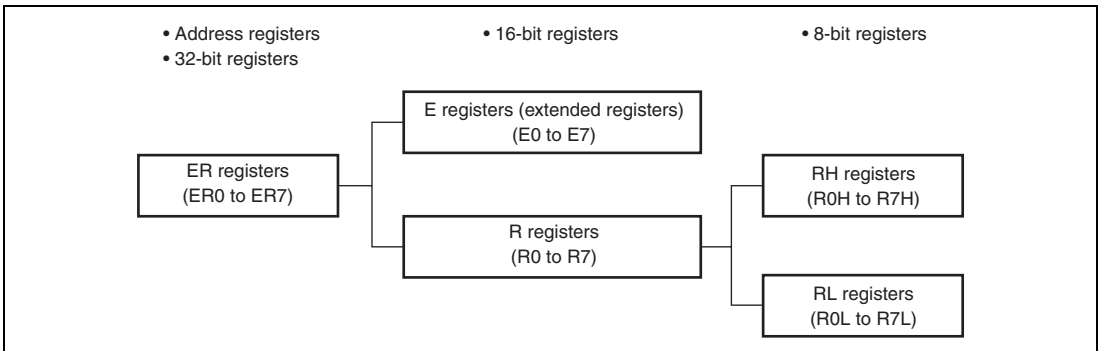 • Address registers
• 32-bit registers
• 16-bit registers
• 8-bit registers
E registers (extended registers)
(E0 to E7)
ER registers
(ER0 to ER7)
RH registers
(R0H to R7H)
R registers
(R0 to R7)
RL registers
(R0L to R7L)